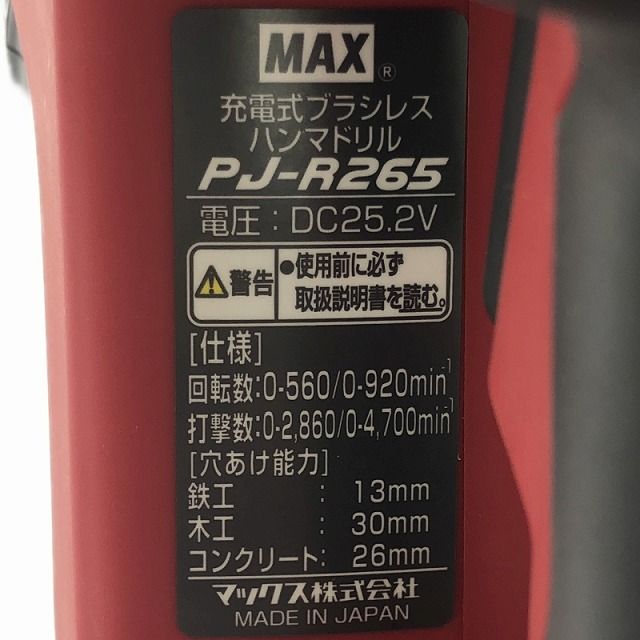 MAX®
充電式ブラシレス
ハンマドリル
PJ-R265
電圧：DC25.2V
警告 ●使用前に必ず
取扱説明書を読む。
[仕様]
回転数:0-560/0-920min⁻¹
打撃数:0-2,860/0-4,700min⁻¹
[穴あけ能力]
鉄工 : 13mm
木工 : 30mm
コンクリート: 26mm
マックス株式会社
MADE IN JAPAN